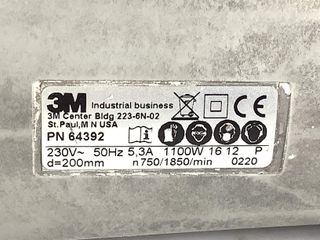 3M Industrial business
3M Center Bldg 223-6N-02
St.Paul,M N USA
PN 64392
230V~ 50Hz 5,3A 1100W 16 12 P
d=200mm n750/1850/min 0220